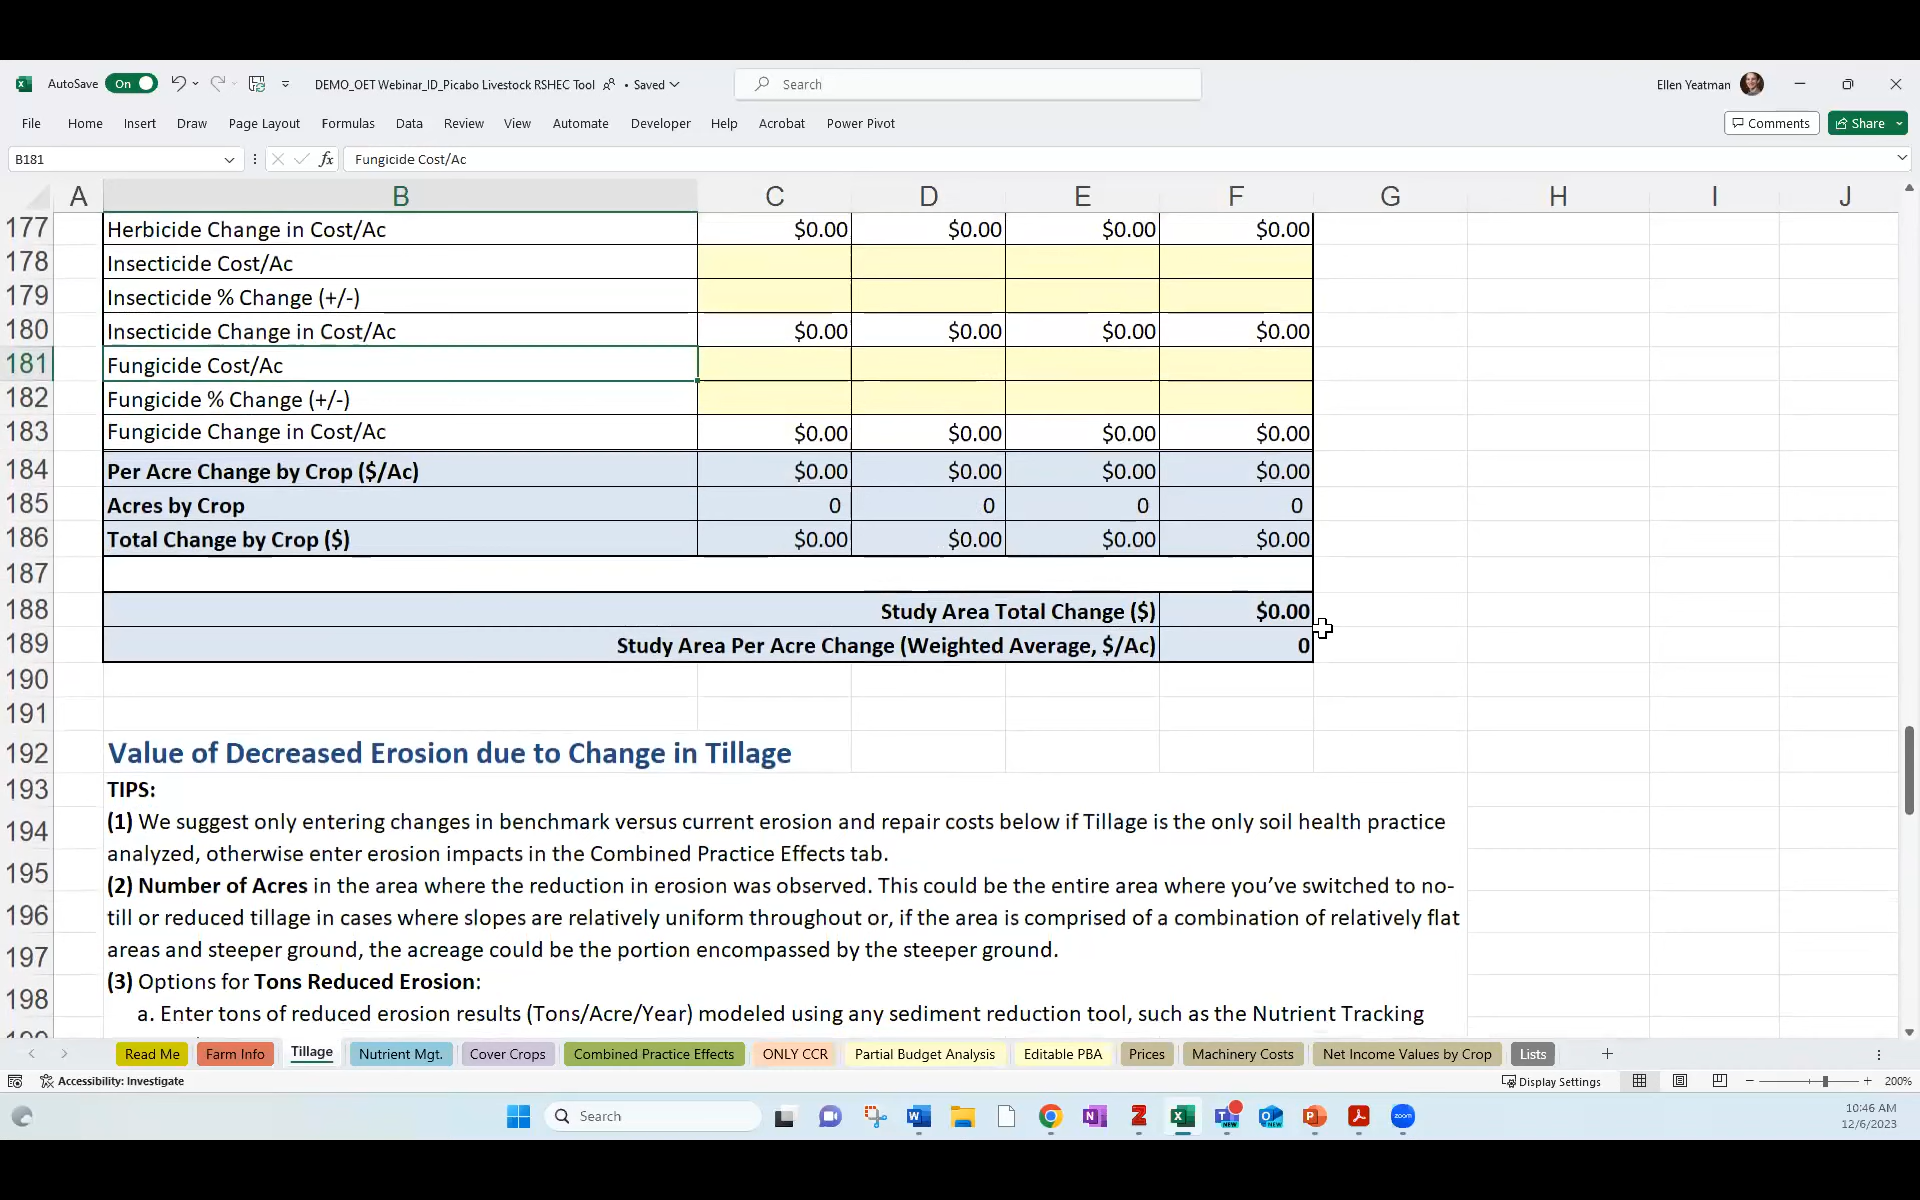 AutoSave On DEMO_OET Webinar_ID_Picabo Livestock RSHEC Tool • Saved Search Ellen Yeatman
File Home Insert Draw Page Layout Formulas Data Review View Automate Developer Help Acrobat Power Pivot Comments Share
B181 fx Fungicide Cost/Ac
A B C D E F G H I J
177 Herbicide Change in Cost/Ac $0.00 $0.00 $0.00 $0.00
178 Insecticide Cost/Ac
179 Insecticide % Change (+/-)
180 Insecticide Change in Cost/Ac $0.00 $0.00 $0.00 $0.00
181 Fungicide Cost/Ac
182 Fungicide % Change (+/-)
183 Fungicide Change in Cost/Ac $0.00 $0.00 $0.00 $0.00
184 Per Acre Change by Crop ($/Ac) $0.00 $0.00 $0.00 $0.00
185 Acres by Crop 0 0 0 0
186 Total Change by Crop ($) $0.00 $0.00 $0.00 $0.00
187
188 Study Area Total Change ($) $0.00
189 Study Area Per Acre Change (Weighted Average, $/Ac) 0
190
191
192 Value of Decreased Erosion due to Change in Tillage
193 TIPS:
194 (1) We suggest only entering changes in benchmark versus current erosion and repair costs below if Tillage is the only soil health practice
analyzed, otherwise enter erosion impacts in the Combined Practice Effects tab.
195 (2) Number of Acres in the area where the reduction in erosion was observed. This could be the entire area where you’ve switched to no-
196 till or reduced tillage in cases where slopes are relatively uniform throughout or, if the area is comprised of a combination of relatively flat
197 areas and steeper ground, the acreage could be the portion encompassed by the steeper ground.
198 (3) Options for Tons Reduced Erosion:
a. Enter tons of reduced erosion results (Tons/Acre/Year) modeled using any sediment reduction tool, such as the Nutrient Tracking
Read Me Farm Info Tillage Nutrient Mgt. Cover Crops Combined Practice Effects ONLY CCR Partial Budget Analysis Editable PBA Prices Machinery Costs Net Income Values by Crop Lists
Accessibility: Investigate Display Settings 200%
Search 10:46 AM
12/6/2023